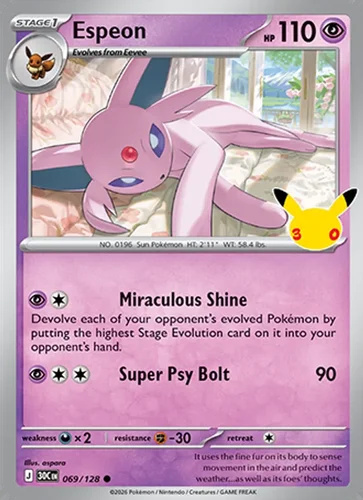 STAGE 1
Espeon
HP 110
Evolves from Eevee
30
NO. 0196 Sun Pokémon HT: 2'11" WT: 58.4 lbs.
Miraculous Shine
Devolve each of your opponent's evolved Pokémon by
putting the highest Stage Evolution card on it into your
opponent's hand.
Super Psy Bolt 90
weakness ×2 resistance -30 retreat
Illus. aspara
J 30C EN 069/128
It uses the fine fur on its body to sense
movement in the air and predict the
weather...as well as its foes' thoughts.
©2026 Pokémon / Nintendo / Creatures / GAME FREAK